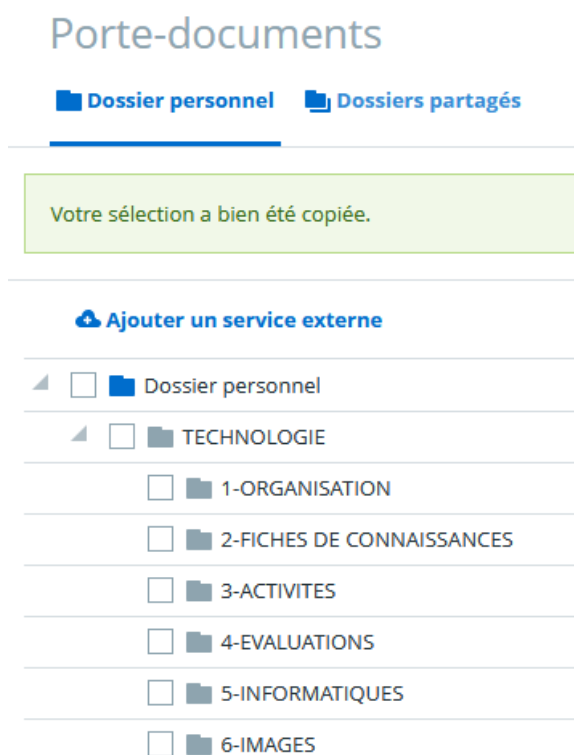 Porte-documents
Dossier personnel Dossiers partagés
Votre sélection a bien été copiée.
Ajouter un service externe
Dossier personnel
TECHNOLOGIE
1-ORGANISATION
2-FICHES DE CONNAISSANCES
3-ACTIVITES
4-EVALUATIONS
5-INFORMATIQUES
6-IMAGES